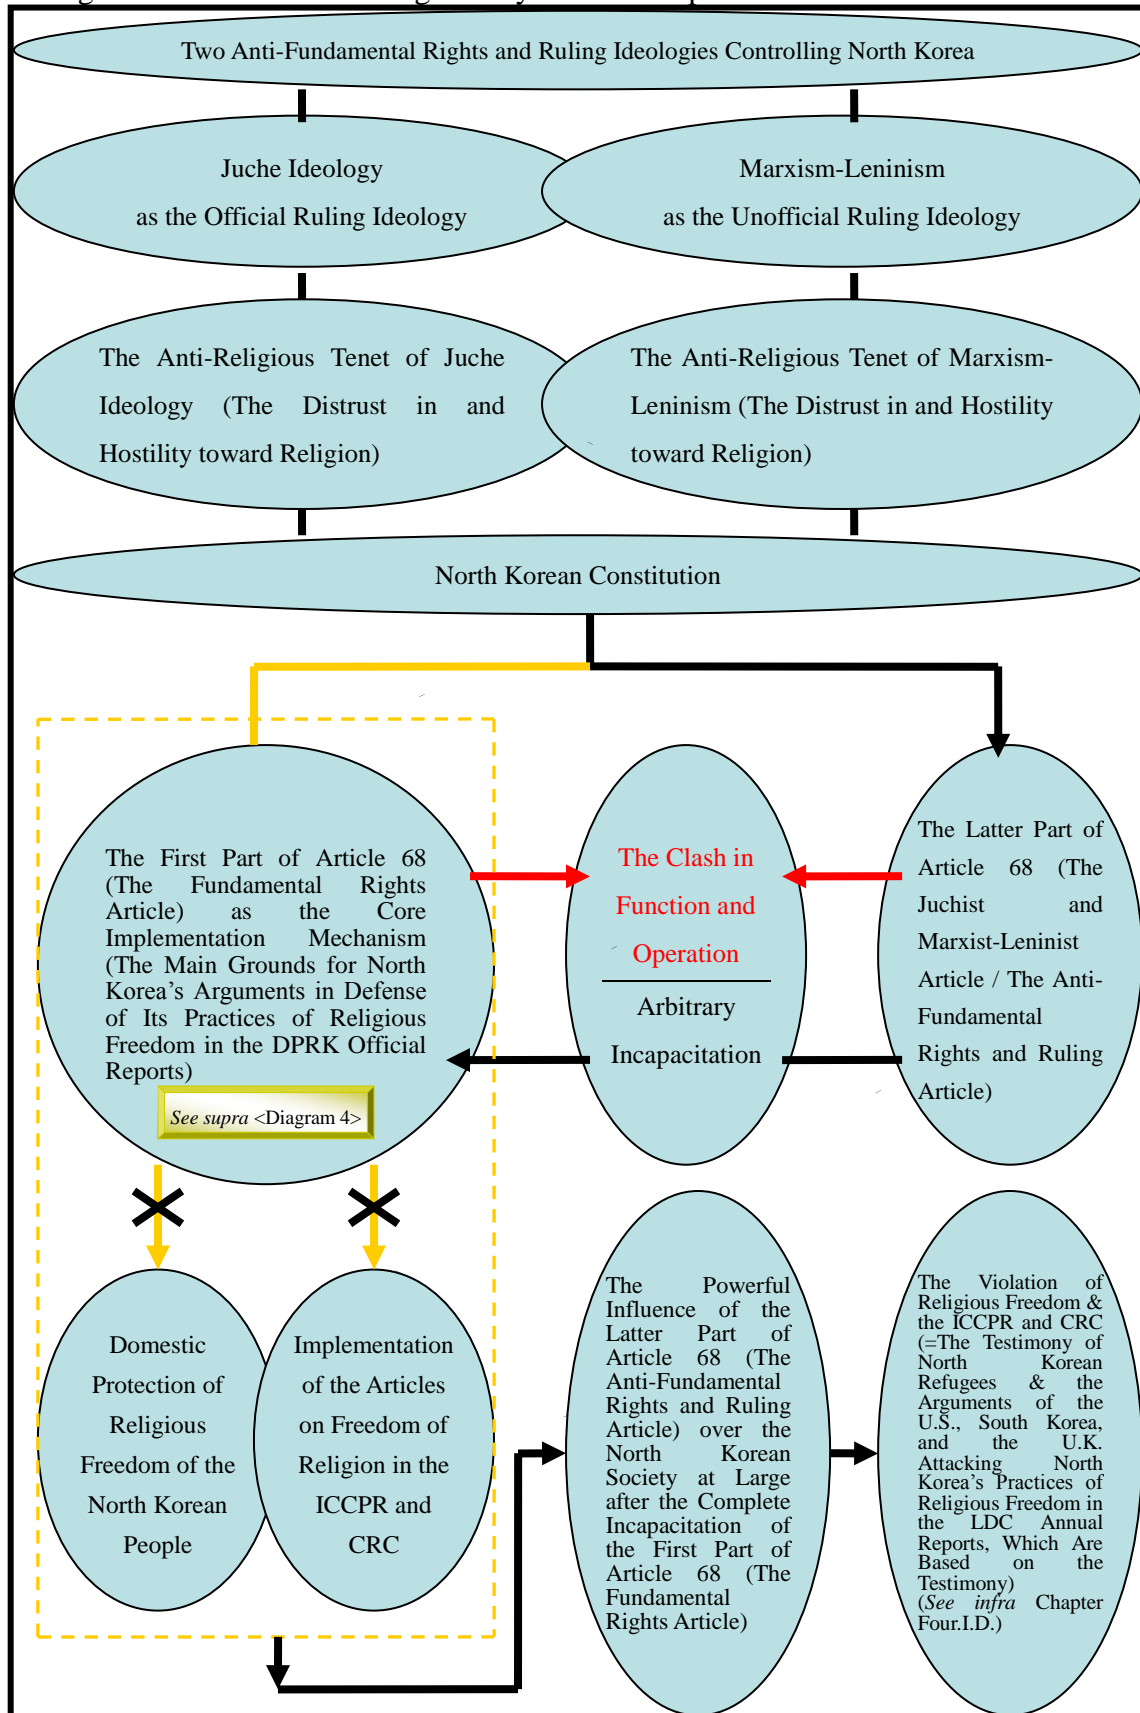 Two Anti-Fundamental Rights and Ruling Ideologies Controlling North Korea
Juche Ideology
as the Official Ruling Ideology
Marxism-Leninism
as the Unofficial Ruling Ideology
The Anti-Religious Tenet of Juche
Ideology (The Distrust in and
Hostility toward Religion)
The Anti-Religious Tenet of Marxism-
Leninism (The Distrust in and Hostility
toward Religion)
North Korean Constitution
The First Part of Article 68
(The Fundamental Rights
Article) as the Core
Implementation Mechanism
(The Main Grounds for North
Korea's Arguments in Defense
of Its Practices of Religious
Freedom in the DPRK Official
Reports)
See supra <Diagram 4>
The Clash in
Function and
Operation
Arbitrary
Incapacitation
The Latter Part of
Article 68 (The
Juchist and
Marxist-Leninist
Article / The Anti-
Fundamental
Rights and Ruling
Article)
Domestic
Protection of
Religious
Freedom of the
North Korean
People
Implementation
of the Articles
on Freedom of
Religion in the
ICCPR and
CRC
The Powerful
Influence of the
Latter Part of
Article 68 (The
Anti-Fundamental
Rights and Ruling
Article) over the
North Korean
Society at Large
after the Complete
Incapacitation of
the First Part of
Article 68 (The
Fundamental
Rights Article)
The Violation of
Religious Freedom &
the ICCPR and CRC
(=The Testimony of
North Korean
Refugees & the
Arguments of the
U.S., South Korea,
and the U.K.
Attacking North
Korea's Practices of
Religious Freedom in
the LDC Annual
Reports, Which Are
Based on the
Testimony)
(See infra Chapter
Four.I.D.)